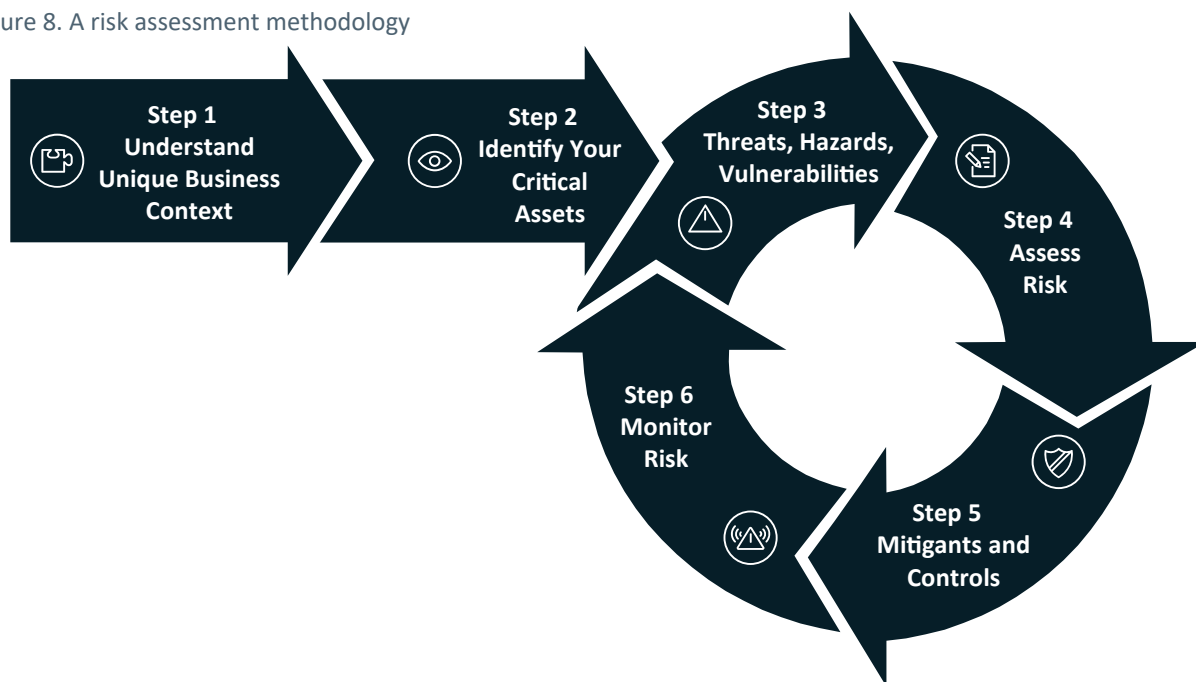 ure 8. A risk assessment methodology
Step 1
Understand
Unique Business
Context
Step 2
Identify Your
Critical
Assets
Step 3
Threats, Hazards,
Vulnerabilities
Step 4
Assess
Risk
Step 5
Mitigants and
Controls
Step 6
Monitor
Risk